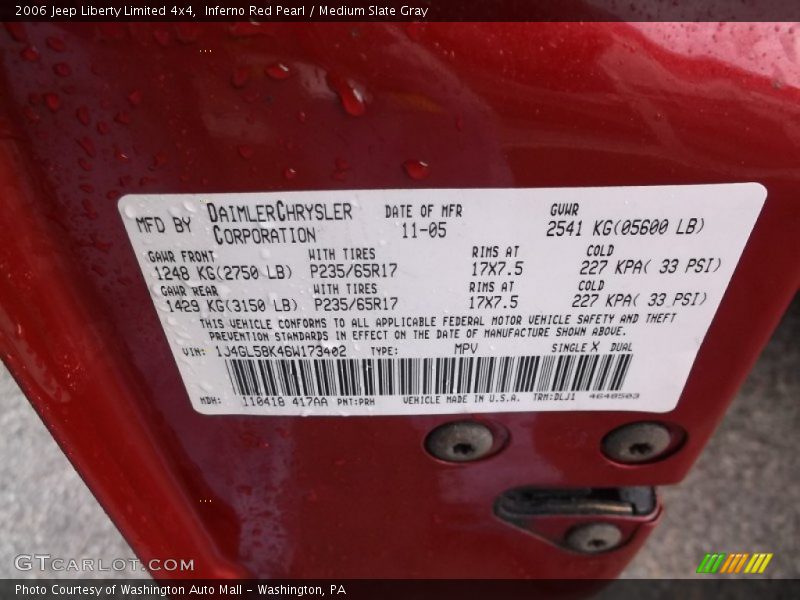 2006 Jeep Liberty Limited 4x4, Inferno Red Pearl / Medium Slate Gray
MFD BY DAIMLERCHRYSLER CORPORATION DATE OF MFR 11-05 GVWR 2541 KG(05600 LB)
GAWR FRONT WITH TIRES RIMS AT COLD
1248 KG(2750 LB) P235/65R17 17X7.5 227 KPA( 33 PSI)
GAWR REAR WITH TIRES RIMS AT COLD
1429 KG(3150 LB) P235/65R17 17X7.5 227 KPA( 33 PSI)
THIS VEHICLE CONFORMS TO ALL APPLICABLE FEDERAL MOTOR VEHICLE SAFETY AND THEFT
PREVENTION STANDARDS IN EFFECT ON THE DATE OF MANUFACTURE SHOWN ABOVE.
VIN: 1J4GL58K46W173402 TYPE: MPV SINGLE X DUAL
MDH: 110418 417AA PNT:PRH VEHICLE MADE IN U.S.A. TRM:DLJ1 4648503
GTCARLOT.COM
Photo Courtesy of Washington Auto Mall – Washington, PA